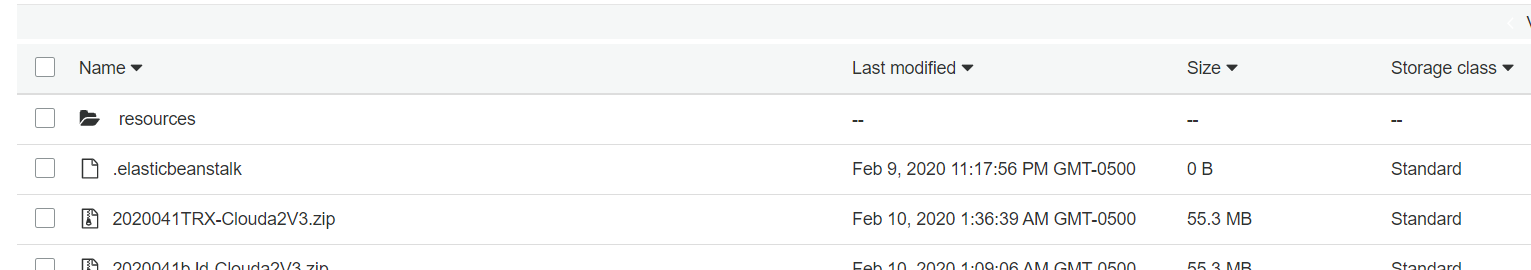 Name Last modified Size Storage class
resources -- -- --
.elasticbeanstalk Feb 9, 2020 11:17:56 PM GMT-0500 0 B Standard
2020041TRX-Clouda2V3.zip Feb 10, 2020 1:36:39 AM GMT-0500 55.3 MB Standard
Feb 10, 2020 1:09:06 AM GMT-0500 55.3 MB Standard